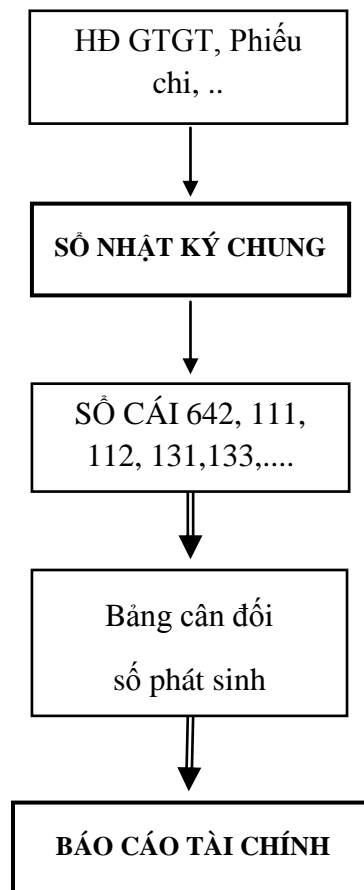 HĐ GTGT, Phiếu
chi, ..
SỔ NHẬT KÝ CHUNG
SỔ CÁI 642, 111,
112, 131,133,....
Bảng cân đối
số phát sinh
BÁO CÁO TÀI CHÍNH